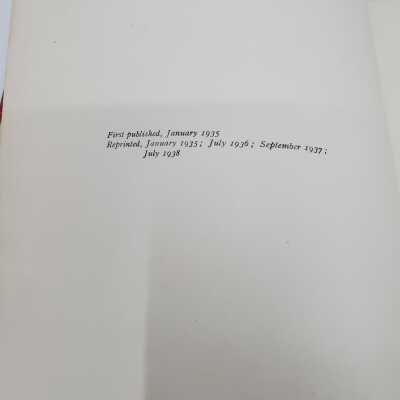 First published, January 1935
Reprinted, January 1935; July 1936; September 1937;
July 1938